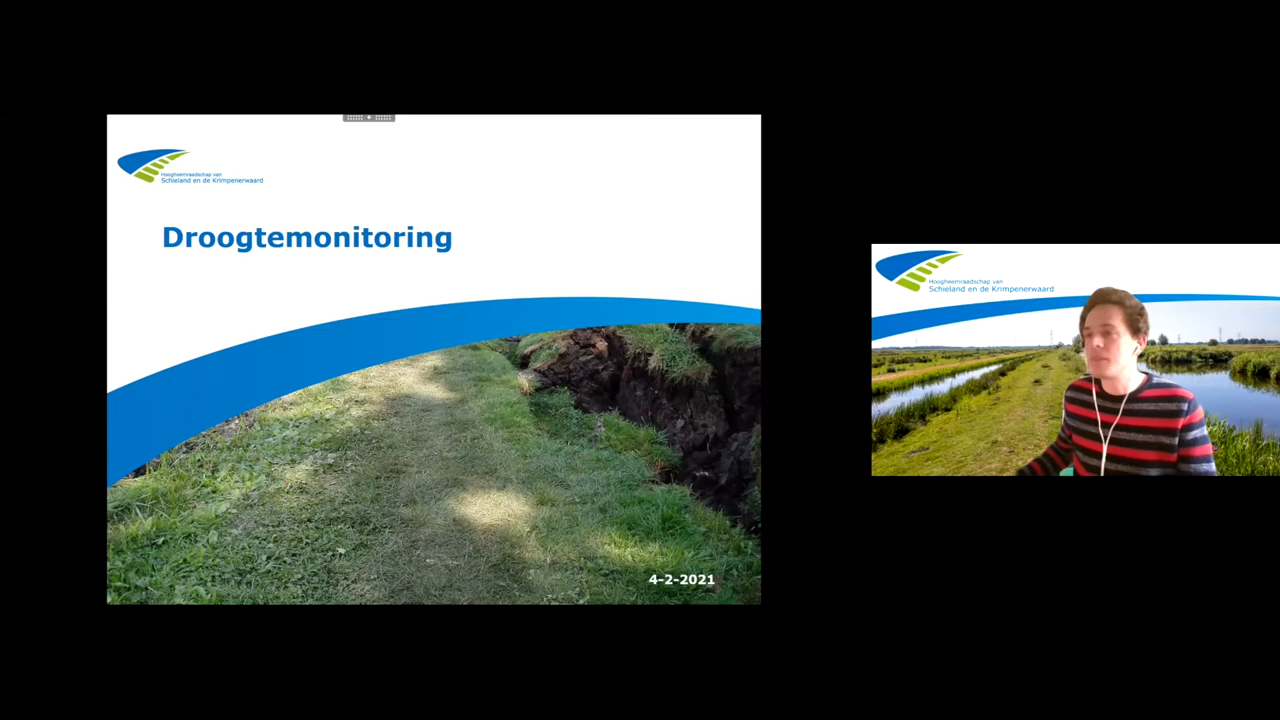 Hoogheemraadschap van
Schieland en de Krimpenerwaard
Droogtemonitoring
4-2-2021
Hoogheemraadschap van
Schieland en de Krimpenerwaard